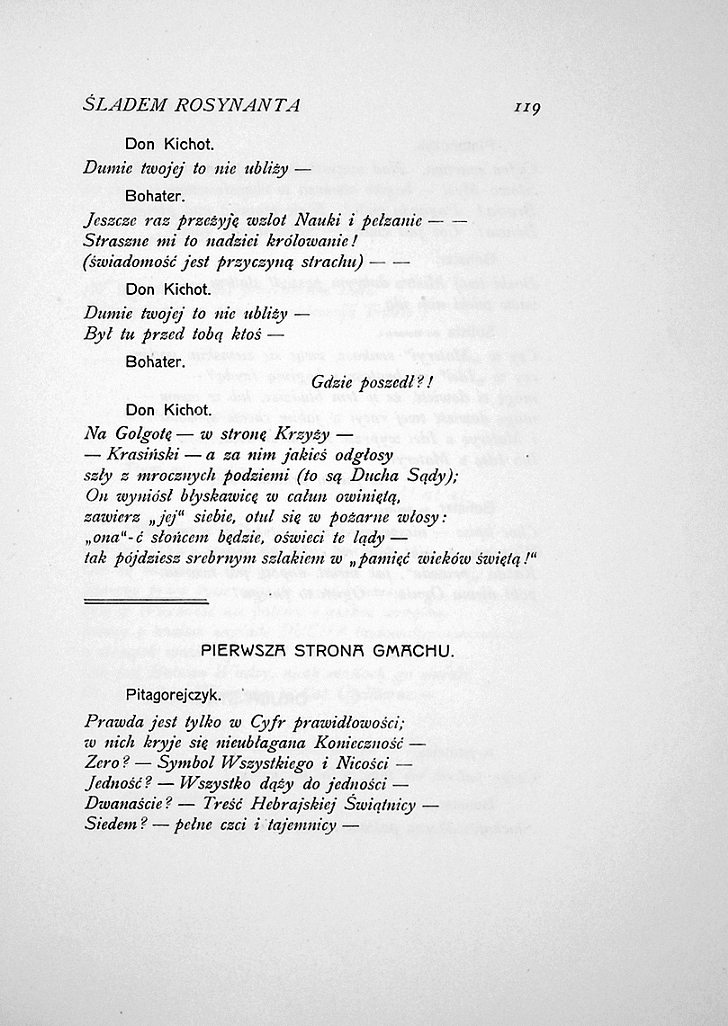 ŚLADEM ROSYNANTA 119
Don Kichot.
Dumie twojej to nie ubliży —
Bohater.
Jeszcze raz przeżyję wzlot Nauki i pełzanie — —
Straszne mi to nadziei królowanie!
(świadomość jest przyczyną strachu) — —
Don Kichot.
Dumie twojej to nie ubliży —
Był tu przed tobą ktoś —
Bohater.
Gdzie poszedł?!
Don Kichot.
Na Golgotę — w stronę Krzyży —
— Krasiński — a za nim jakieś odgłosy
szły z mrocznych podziemi (to są Ducha Sądy);
On wyniósł błyskawicę w całun owiniętą,
zawierz „jej" siebie, otul się w pożarne włosy:
„ona"-ć słońcem będzie, oświeci te lądy —
tak pójdziesz srebrnym szlakiem w „pamięć wieków świętą!"
PIERWSZA STRONA GMACHU.
Pitagorejczyk.
Prawda jest tylko w Cyfr prawidłowości;
w nich kryje się nieubłagana Konieczność —
Zero? — Symbol Wszystkiego i Nicości —
Jedność? — Wszystko dąży do jedności —
Dwanaście? — Treść Hebrajskiej Świątnicy —
Siedem? — pełne czci i tajemnicy —